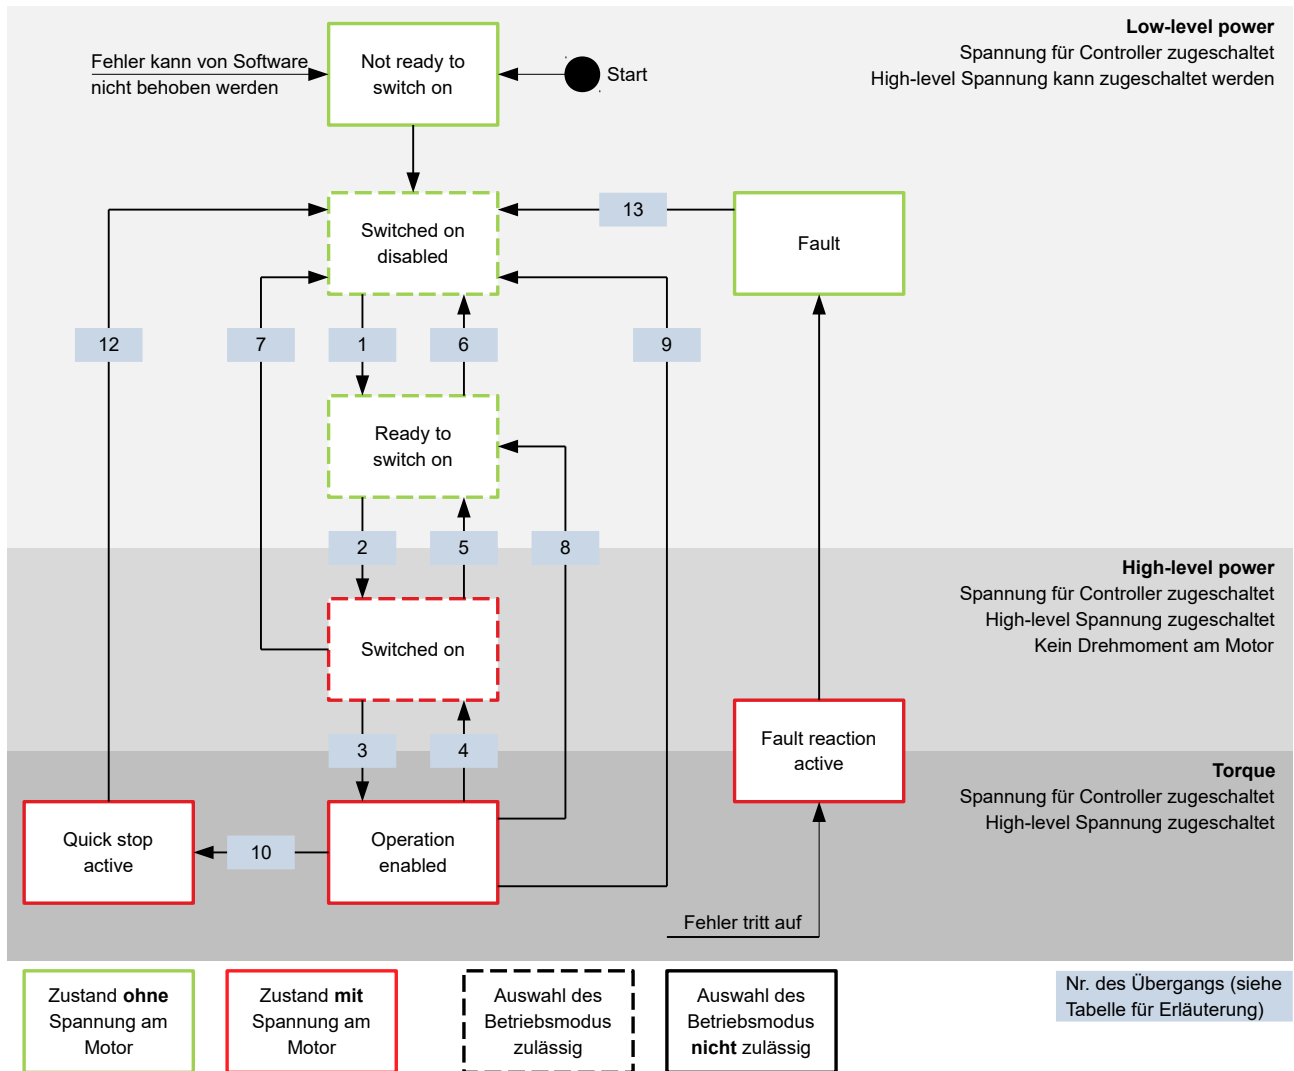 Low-level power
Spannung für Controller zugeschaltet
High-level Spannung kann zugeschaltet werden
Fehler kann von Software
nicht behoben werden
Not ready to
switch on
Start
Switched on
disabled
13
Fault
12
7
1
6
9
Ready to
switch on
2
5
8
High-level power
Spannung für Controller zugeschaltet
High-level Spannung zugeschaltet
Kein Drehmoment am Motor
Switched on
3
4
Fault reaction
active
Torque
Spannung für Controller zugeschaltet
High-level Spannung zugeschaltet
Quick stop
active
10
Operation
enabled
Fehler tritt auf
Zustand ohne
Spannung am
Motor
Zustand mit
Spannung am
Motor
Auswahl des
Betriebsmodus
zulässig
Auswahl des
Betriebsmodus
nicht zulässig
Nr. des Übergangs (siehe
Tabelle für Erläuterung)